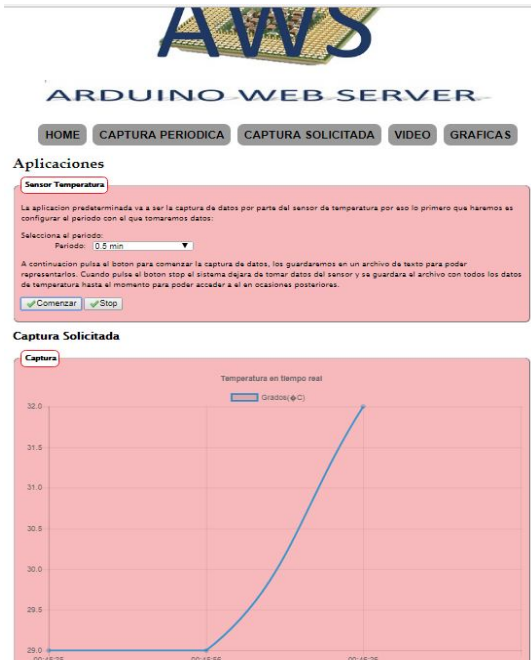 AWS
ARDUINO WEB SERVER
HOME CAPTURA PERIODICA CAPTURA SOLICITADA VIDEO GRAFICAS
Aplicaciones
Sensor Temperatura
La aplicacion predeterminada va a ser la captura de datos por parte del sensor de temperatura por eso lo primero que haremos es
configurar el periodo con el que tomaremos datos:
Selecciona el periodo:
Periodo: 0.5 min
A continuacion pulsa el boton para comenzar la captura de datos, los guardaremos en un archivo de texto para poder
representarlos. Cuando pulse el boton stop el sistema dejara de tomar datos del sensor y se guardara el archivo con todos los datos
de temperatura hasta el momento para poder acceder a el en ocasiones posteriores.
Comenzar Stop
Captura Solicitada
Captura
Temperatura en tiempo real
Grados(�C)
32.0
31.5
31.0
30.5
30.0
29.5
29.0